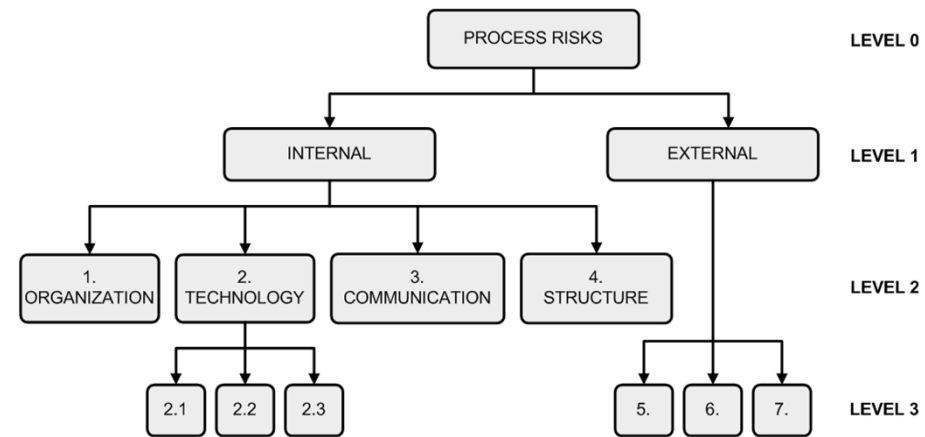 PROCESS RISKS
LEVEL 0
INTERNAL
EXTERNAL
LEVEL 1
1.
ORGANIZATION
2.
TECHNOLOGY
3.
COMMUNICATION
4.
STRUCTURE
LEVEL 2
2.1
2.2
2.3
5.
6.
7.
LEVEL 3